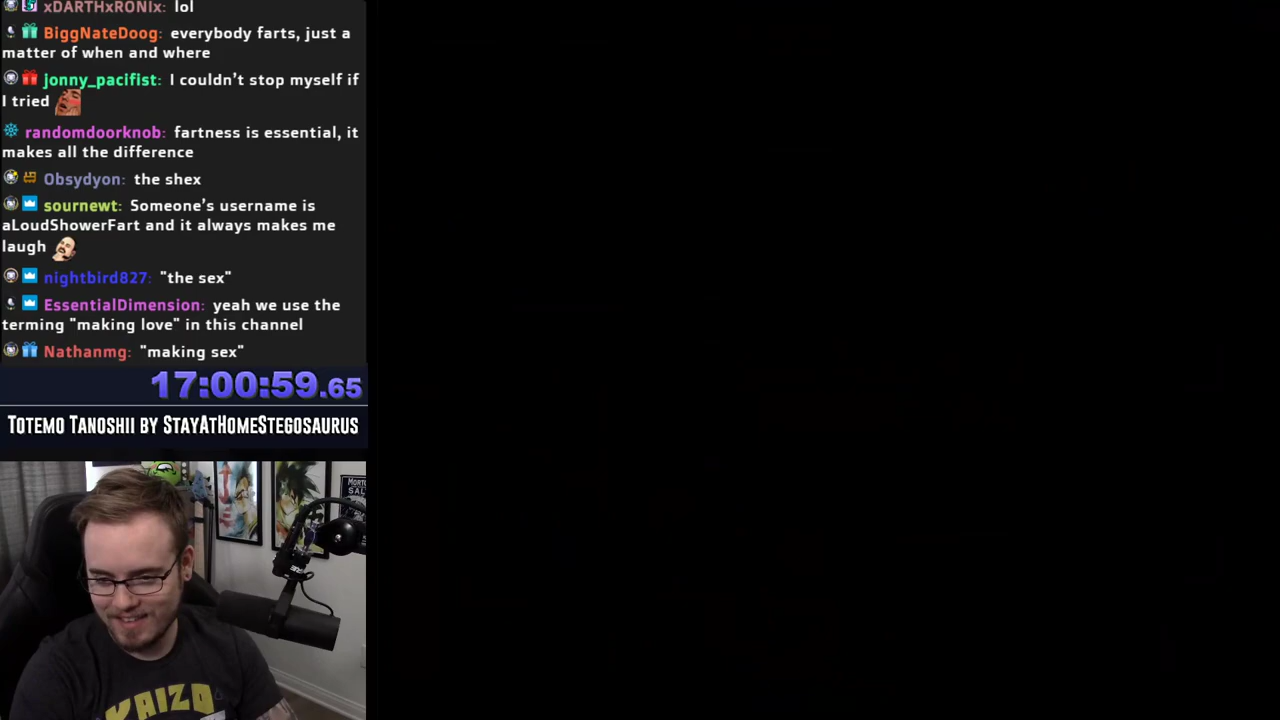 xDARTHxRONIx: lol
BiggNateDoog: everybody farts, just a
matter of when and where
jonny_pacifist: I couldn't stop myself if
I tried
randomdoorknob: fartness is essential, it
makes all the difference
Obsydyon: the shex
sournewt: Someone's username is
aLoudShowerFart and it always makes me
laugh
nightbird827: "the sex"
EssentialDimension: yeah we use the
terming "making love" in this channel
Nathanmg: "making sex"
17:00:59.65
TOTEMO TANOSHII BY STAYATHOMESTEGOSAURUS
MORTO
SAL
KAIZO